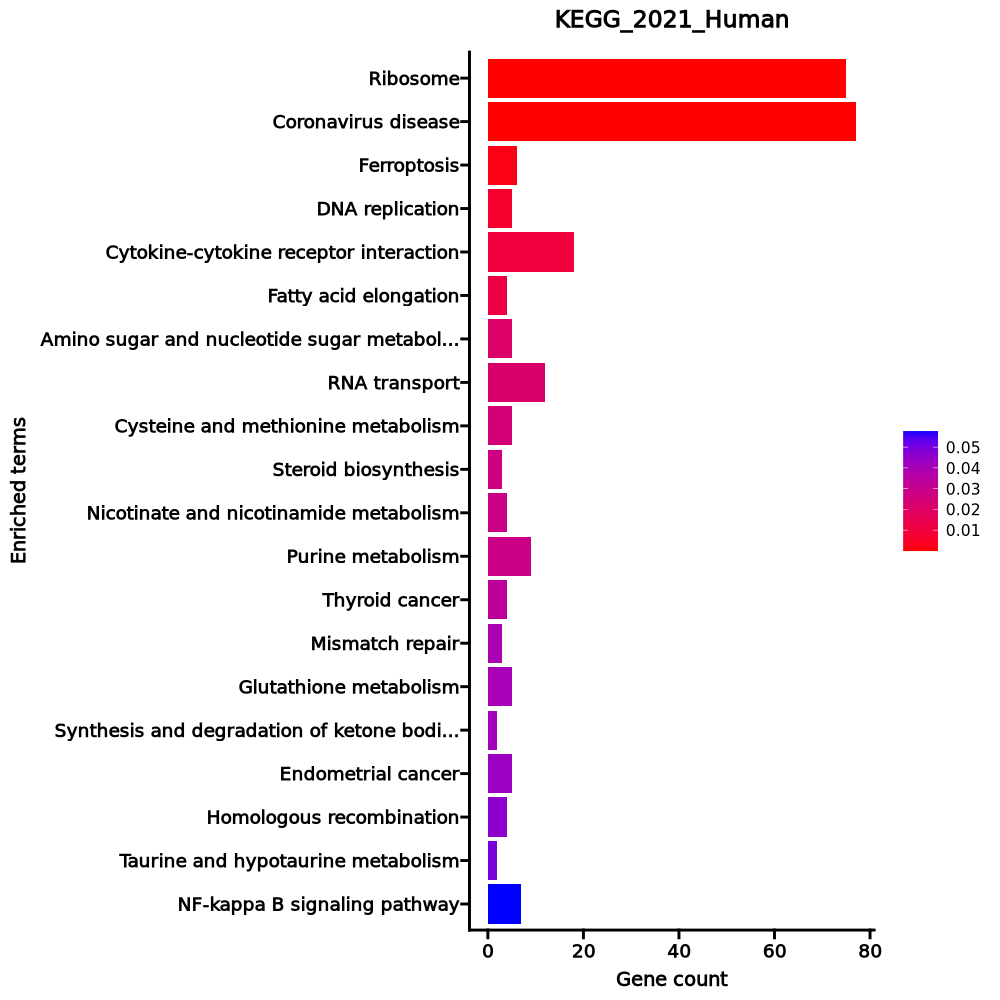 KEGG_2021_Human
Ribosome
Coronavirus disease
Ferroptosis
DNA replication
Cytokine-cytokine receptor interaction
Fatty acid elongation
Amino sugar and nucleotide sugar metabol...
RNA transport
Cysteine and methionine metabolism
Steroid biosynthesis
Nicotinate and nicotinamide metabolism
Purine metabolism
Thyroid cancer
Mismatch repair
Glutathione metabolism
Synthesis and degradation of ketone bodi...
Endometrial cancer
Homologous recombination
Taurine and hypotaurine metabolism
NF-kappa B signaling pathway
Enriched terms
0 20 40 60 80
Gene count
0.05
0.04
0.03
0.02
0.01